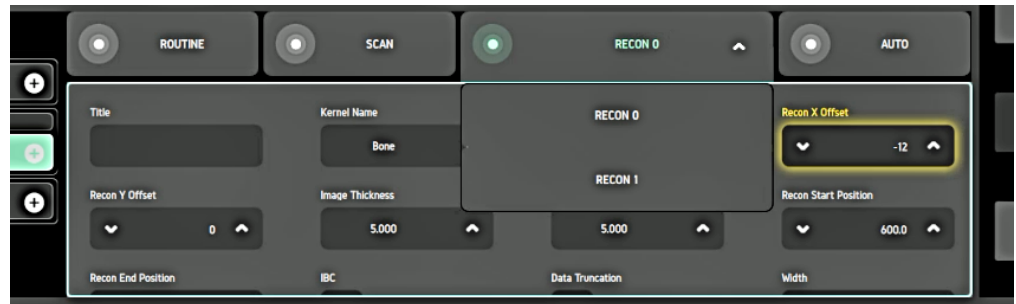 ROUTINE SCAN RECON 0 AUTO
Title Kernel Name RECON 0 Recon X Offset
Bone -12
RECON 1
Recon Y Offset Image Thickness Recon Start Position
0 5.000 5.000 600.0
Recon End Position IBC Data Truncation Width